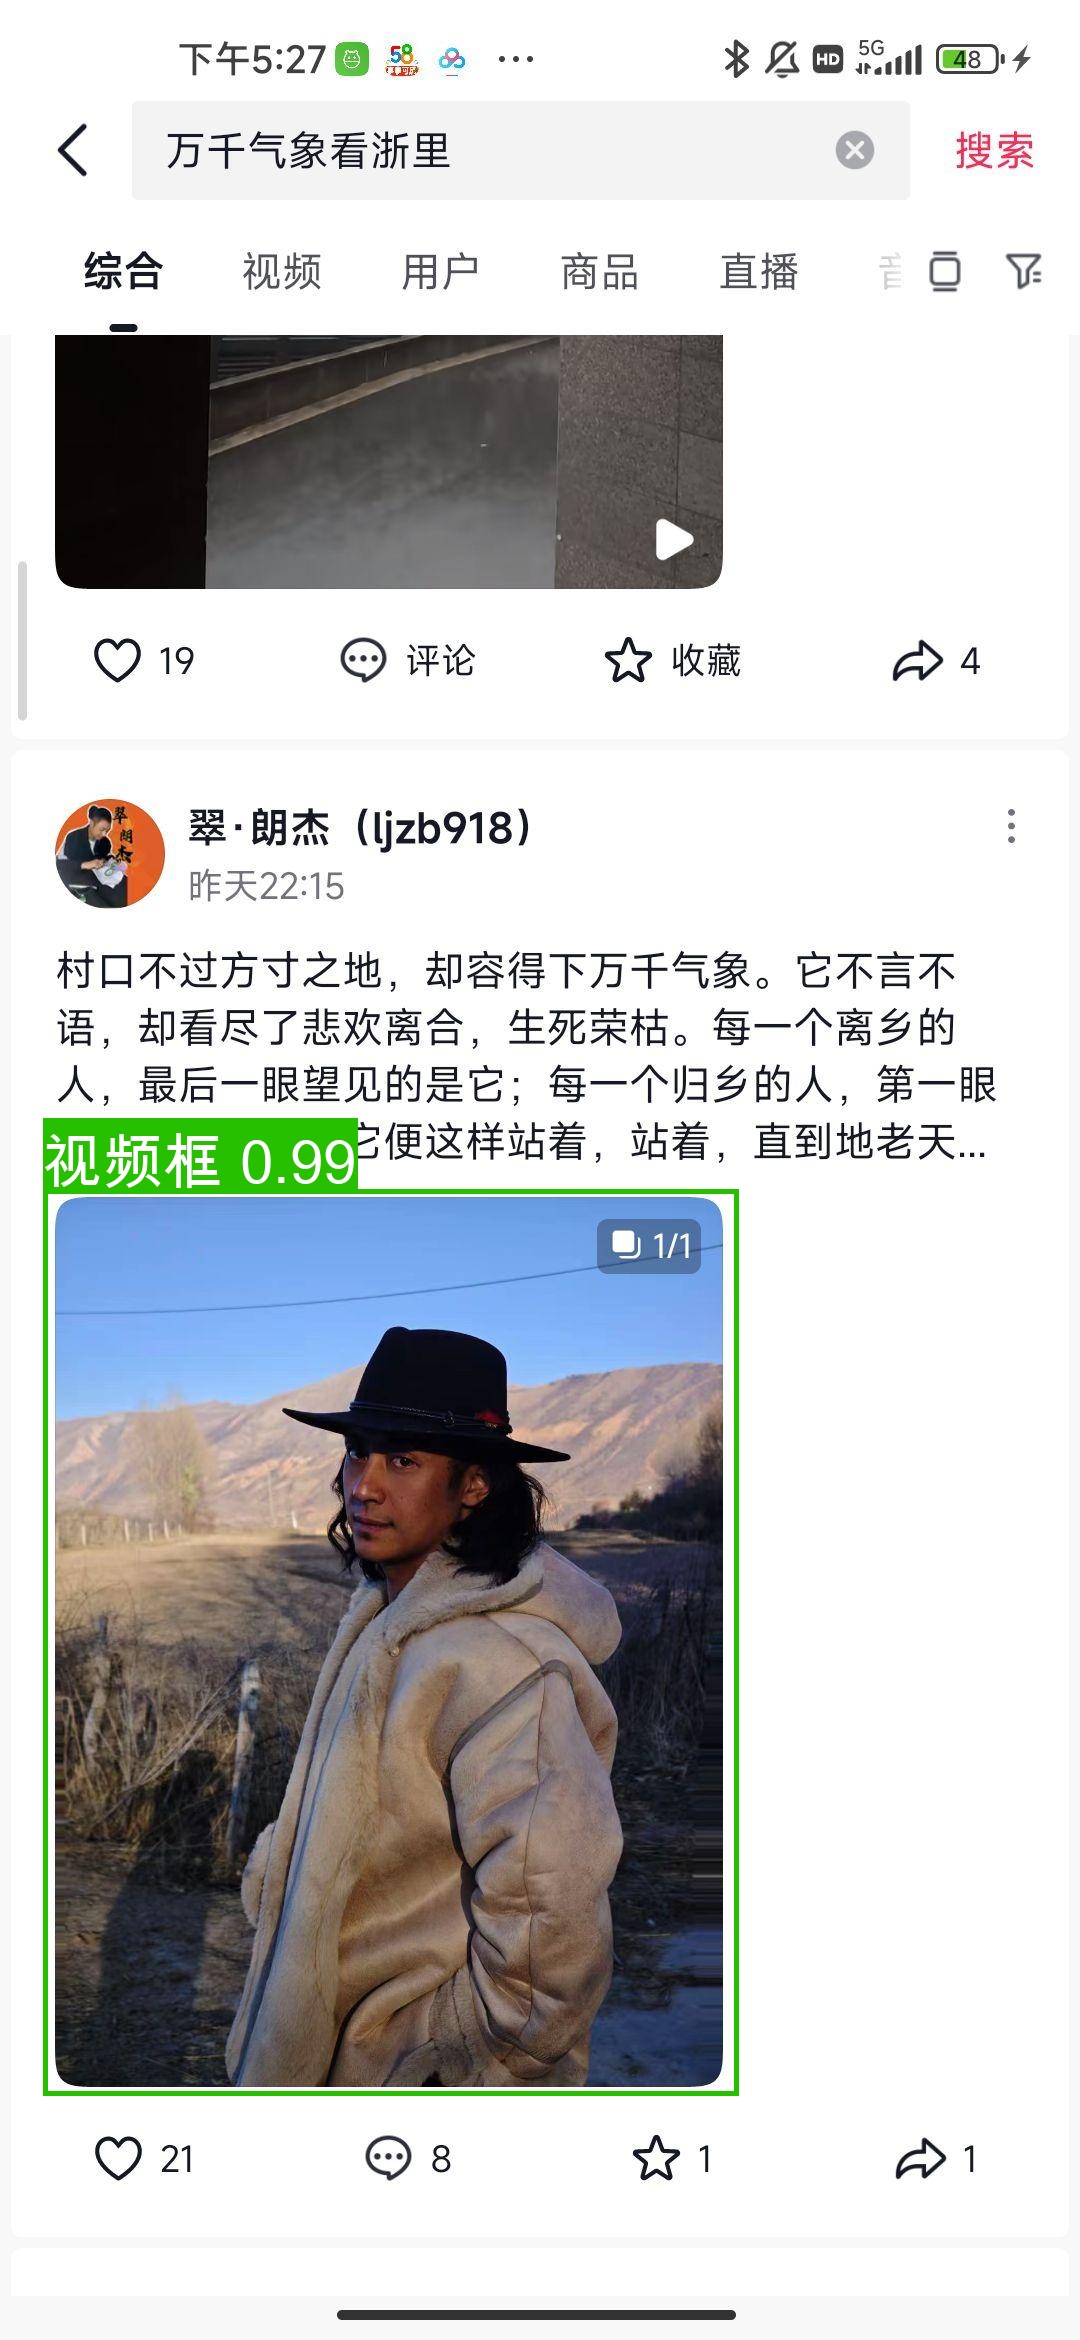 下午5:27
58
HD
5G
48
万千气象看浙里
搜索
综合
视频
用户
商品
直播
19
评论
收藏
4
翠朗杰
翠·朗杰（ljzb918）
昨天22:15
村口不过方寸之地，却容得下万千气象。它不言不
语，却看尽了悲欢离合，生死荣枯。每一个离乡的
人，最后一眼望见的是它；每一个归乡的人，第一眼
它便这样站着，站着，直到地老天...
视频框 0.99
1/1
21
8
1
1